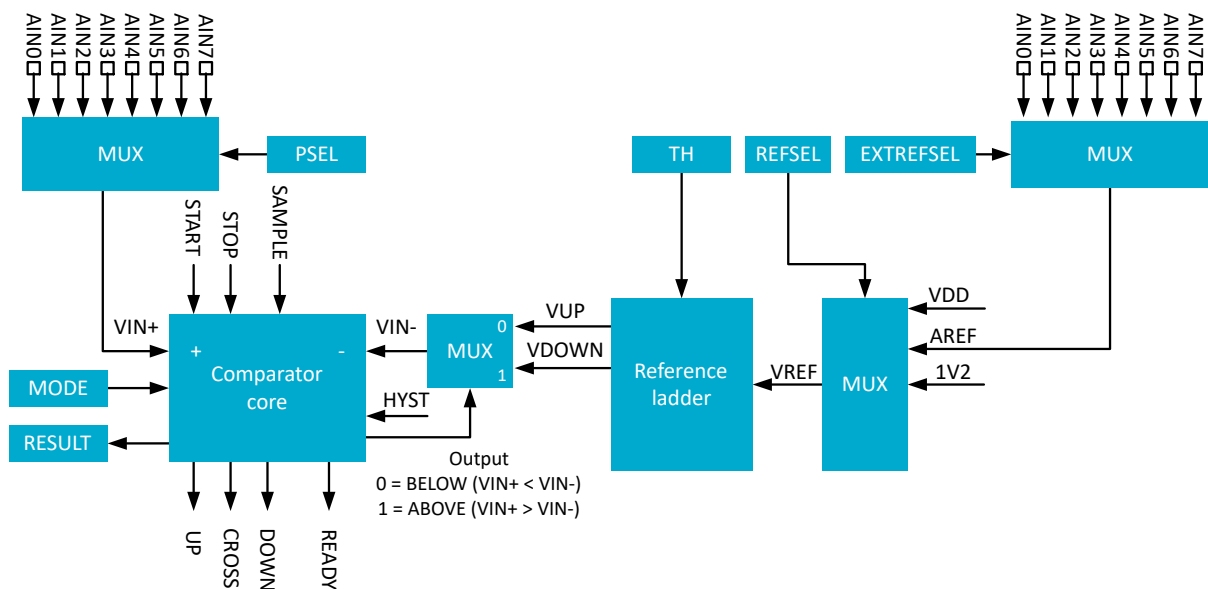 AIN0
AIN1
AIN2
AIN3
AIN4
AIN5
AIN6
AIN7
AIN0
AIN1
AIN2
AIN3
AIN4
AIN5
AIN6
AIN7
MUX
PSEL
TH
REFSEL
EXTREFSEL
MUX
START
STOP
SAMPLE
VIN+
VIN-
VUP
VDOWN
VDD
AREF
1V2
VREF
+
-
Comparator
core
MUX
0
1
Reference
ladder
MUX
MODE
RESULT
HYST
Output
0 = BELOW (VIN+ < VIN-)
1 = ABOVE (VIN+ > VIN-)
UP
CROSS
DOWN
READY